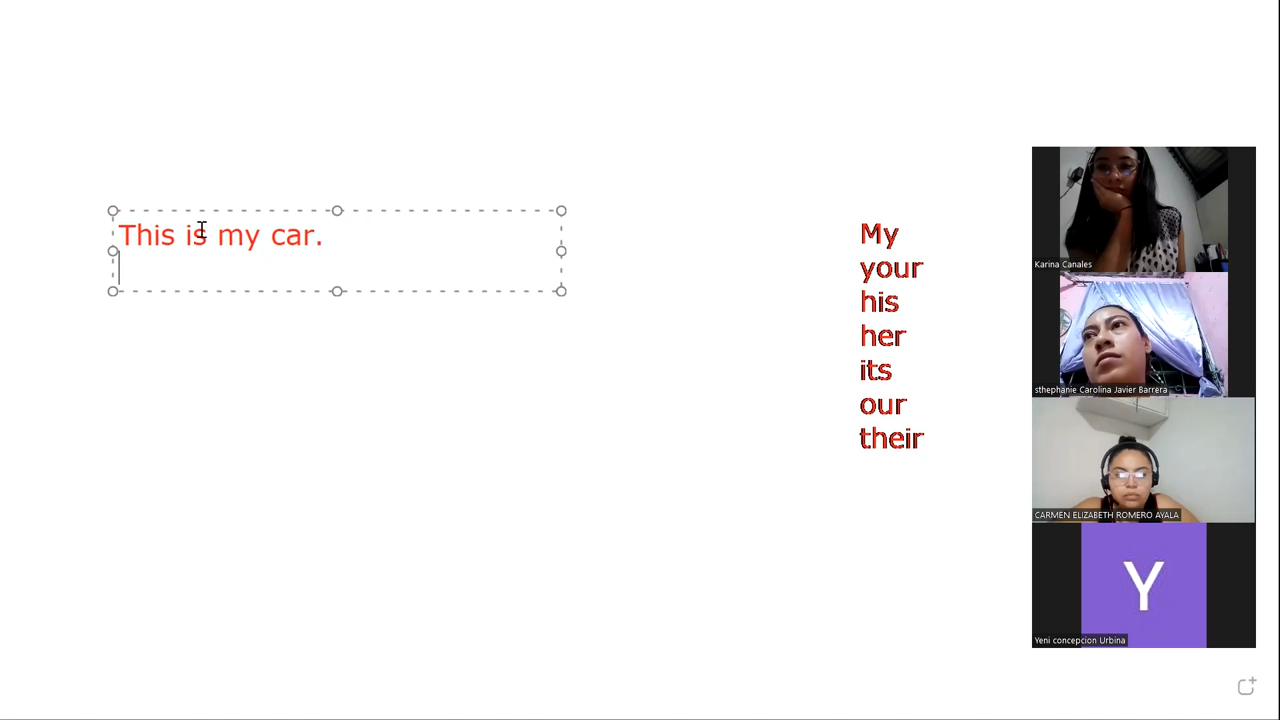 This is my car.
My
your
his
her
its
our
their
Karina Canales
sthephanie Carolina Javier Barrera
CARMEN ELIZABETH ROMERO AYALA
Y
Yeni concepcion Urbina